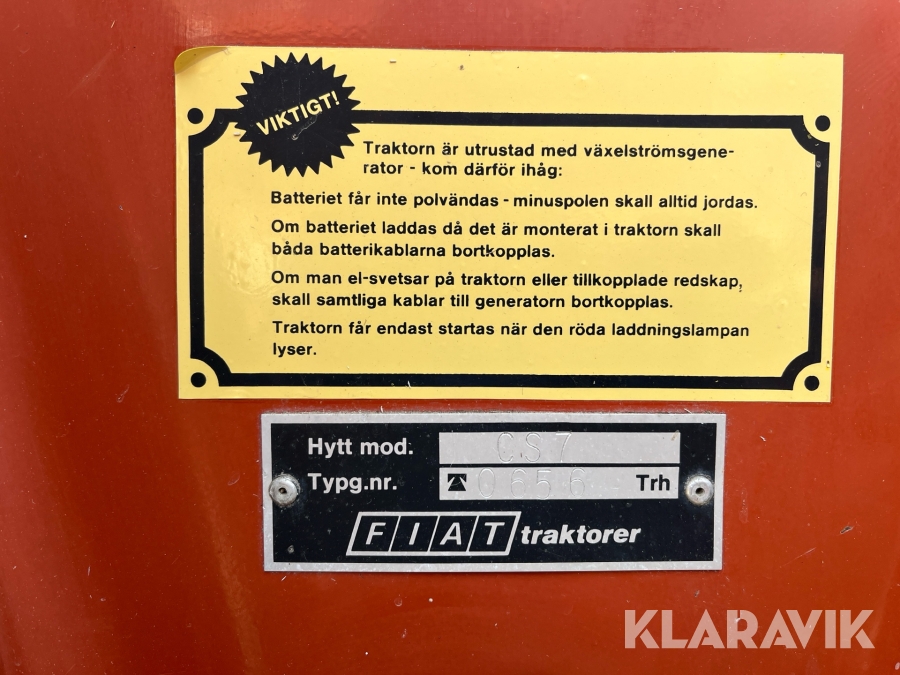 VIKTIGT!
Traktorn är utrustad med växelströmsgene-
rator - kom därför ihåg:
Batteriet får inte polvändas - minuspolen skall alltid jordas.
Om batteriet laddas då det är monterat i traktorn skall
båda batterikablarna bortkopplas.
Om man el-svetsar på traktorn eller tillkopplade redskap,
skall samtliga kablar till generatorn bortkopplas.
Traktorn får endast startas när den röda laddningslampan
lyser.
Hytt mod. CS7
Typg.nr. 0656 Trh
FIAT traktorer
KLARAVIK